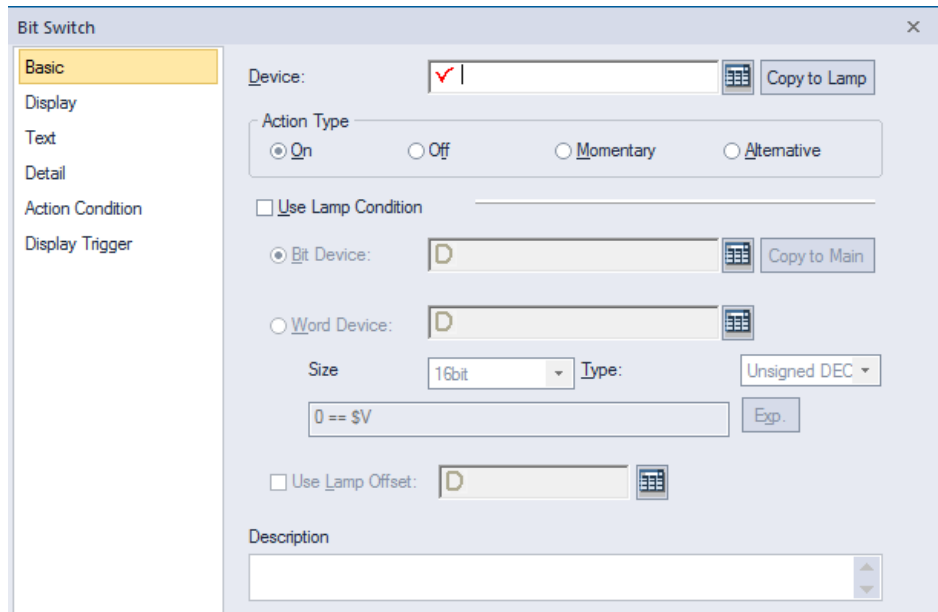 Bit Switch
Basic
Display
Text
Detail
Action Condition
Display Trigger
Device:
Copy to Lamp
Action Type
On
Off
Momentary
Alternative
Use Lamp Condition
Bit Device:
D
Copy to Main
Word Device:
D
Size
16bit
Type:
Unsigned DEC
0 == $V
Exp.
Use Lamp Offset:
D
Description